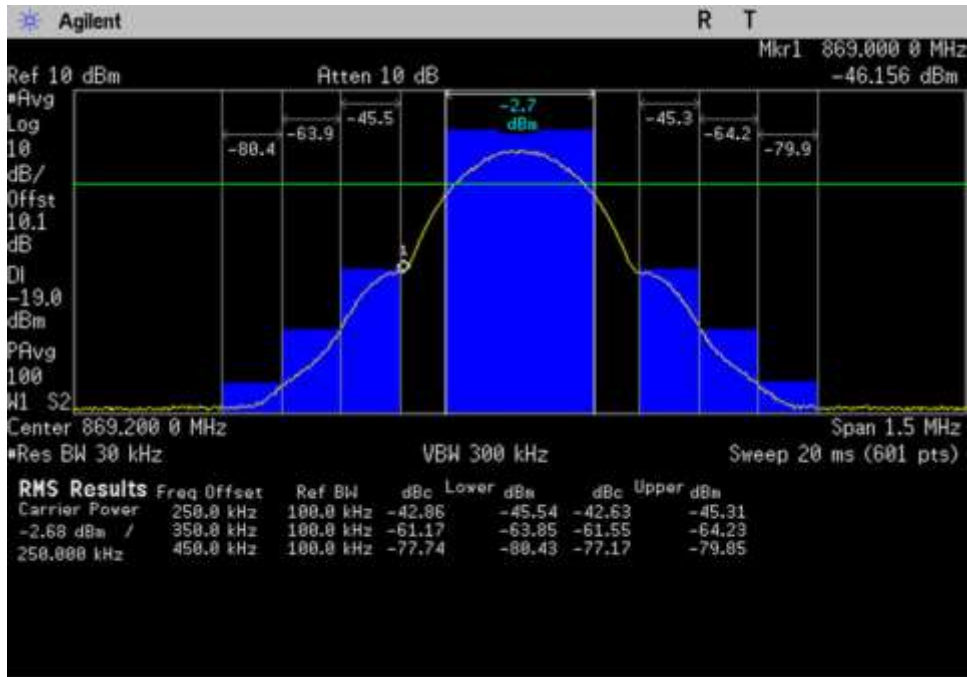 Agilent R T
Mkr1 869.000 0 MHz
Ref 10 dBm Atten 10 dB -46.156 dBm
#Avg
Log
10
dB/
Offst
10.1
dB
DI
-19.0
dBm
PAvg
100
W1 S2
-80.4 -63.9 -45.5 -2.7 dBm -45.3 -64.2 -79.9
1
Center 869.200 0 MHz Span 1.5 MHz
#Res BW 30 kHz VBW 300 kHz Sweep 20 ms (601 pts)
RMS Results Freq Offset Ref BW dBc Lower dBm dBc Upper dBm
Carrier Power 250.0 kHz 100.0 kHz -42.86 -45.54 -42.63 -45.31
-2.68 dBm / 350.0 kHz 100.0 kHz -61.17 -63.85 -61.55 -64.23
250.000 kHz 450.0 kHz 100.0 kHz -77.74 -80.43 -77.17 -79.85